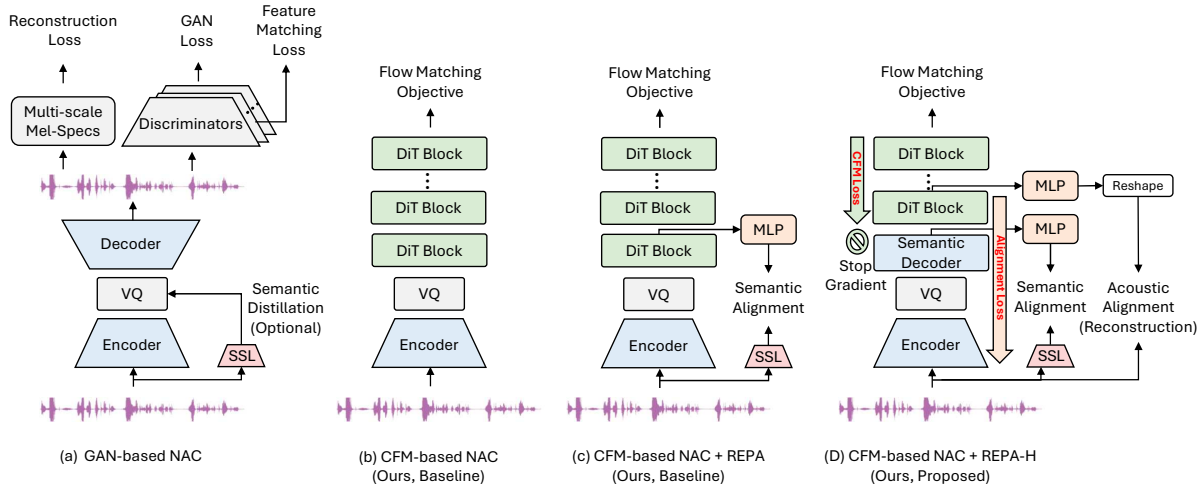 Reconstruction
Loss
GAN
Loss
Feature
Matching
Loss
Multi-scale
Mel-Specs
Discriminators
Decoder
VQ
Semantic
Distillation
(Optional)
Encoder
SSL
(a) GAN-based NAC
Flow Matching
Objective
DiT Block
DiT Block
DiT Block
VQ
Encoder
(b) CFM-based NAC
(Ours, Baseline)
Flow Matching
Objective
DiT Block
DiT Block
DiT Block
MLP
VQ
Semantic
Alignment
Encoder
SSL
(c) CFM-based NAC + REPA
(Ours, Baseline)
Flow Matching
Objective
CFM Loss
DiT Block
MLP
Reshape
DiT Block
MLP
Semantic
Decoder
Stop
Gradient
Alignment Loss
VQ
Semantic
Alignment
Acoustic
Alignment
(Reconstruction)
Encoder
SSL
(D) CFM-based NAC + REPA-H
(Ours, Proposed)